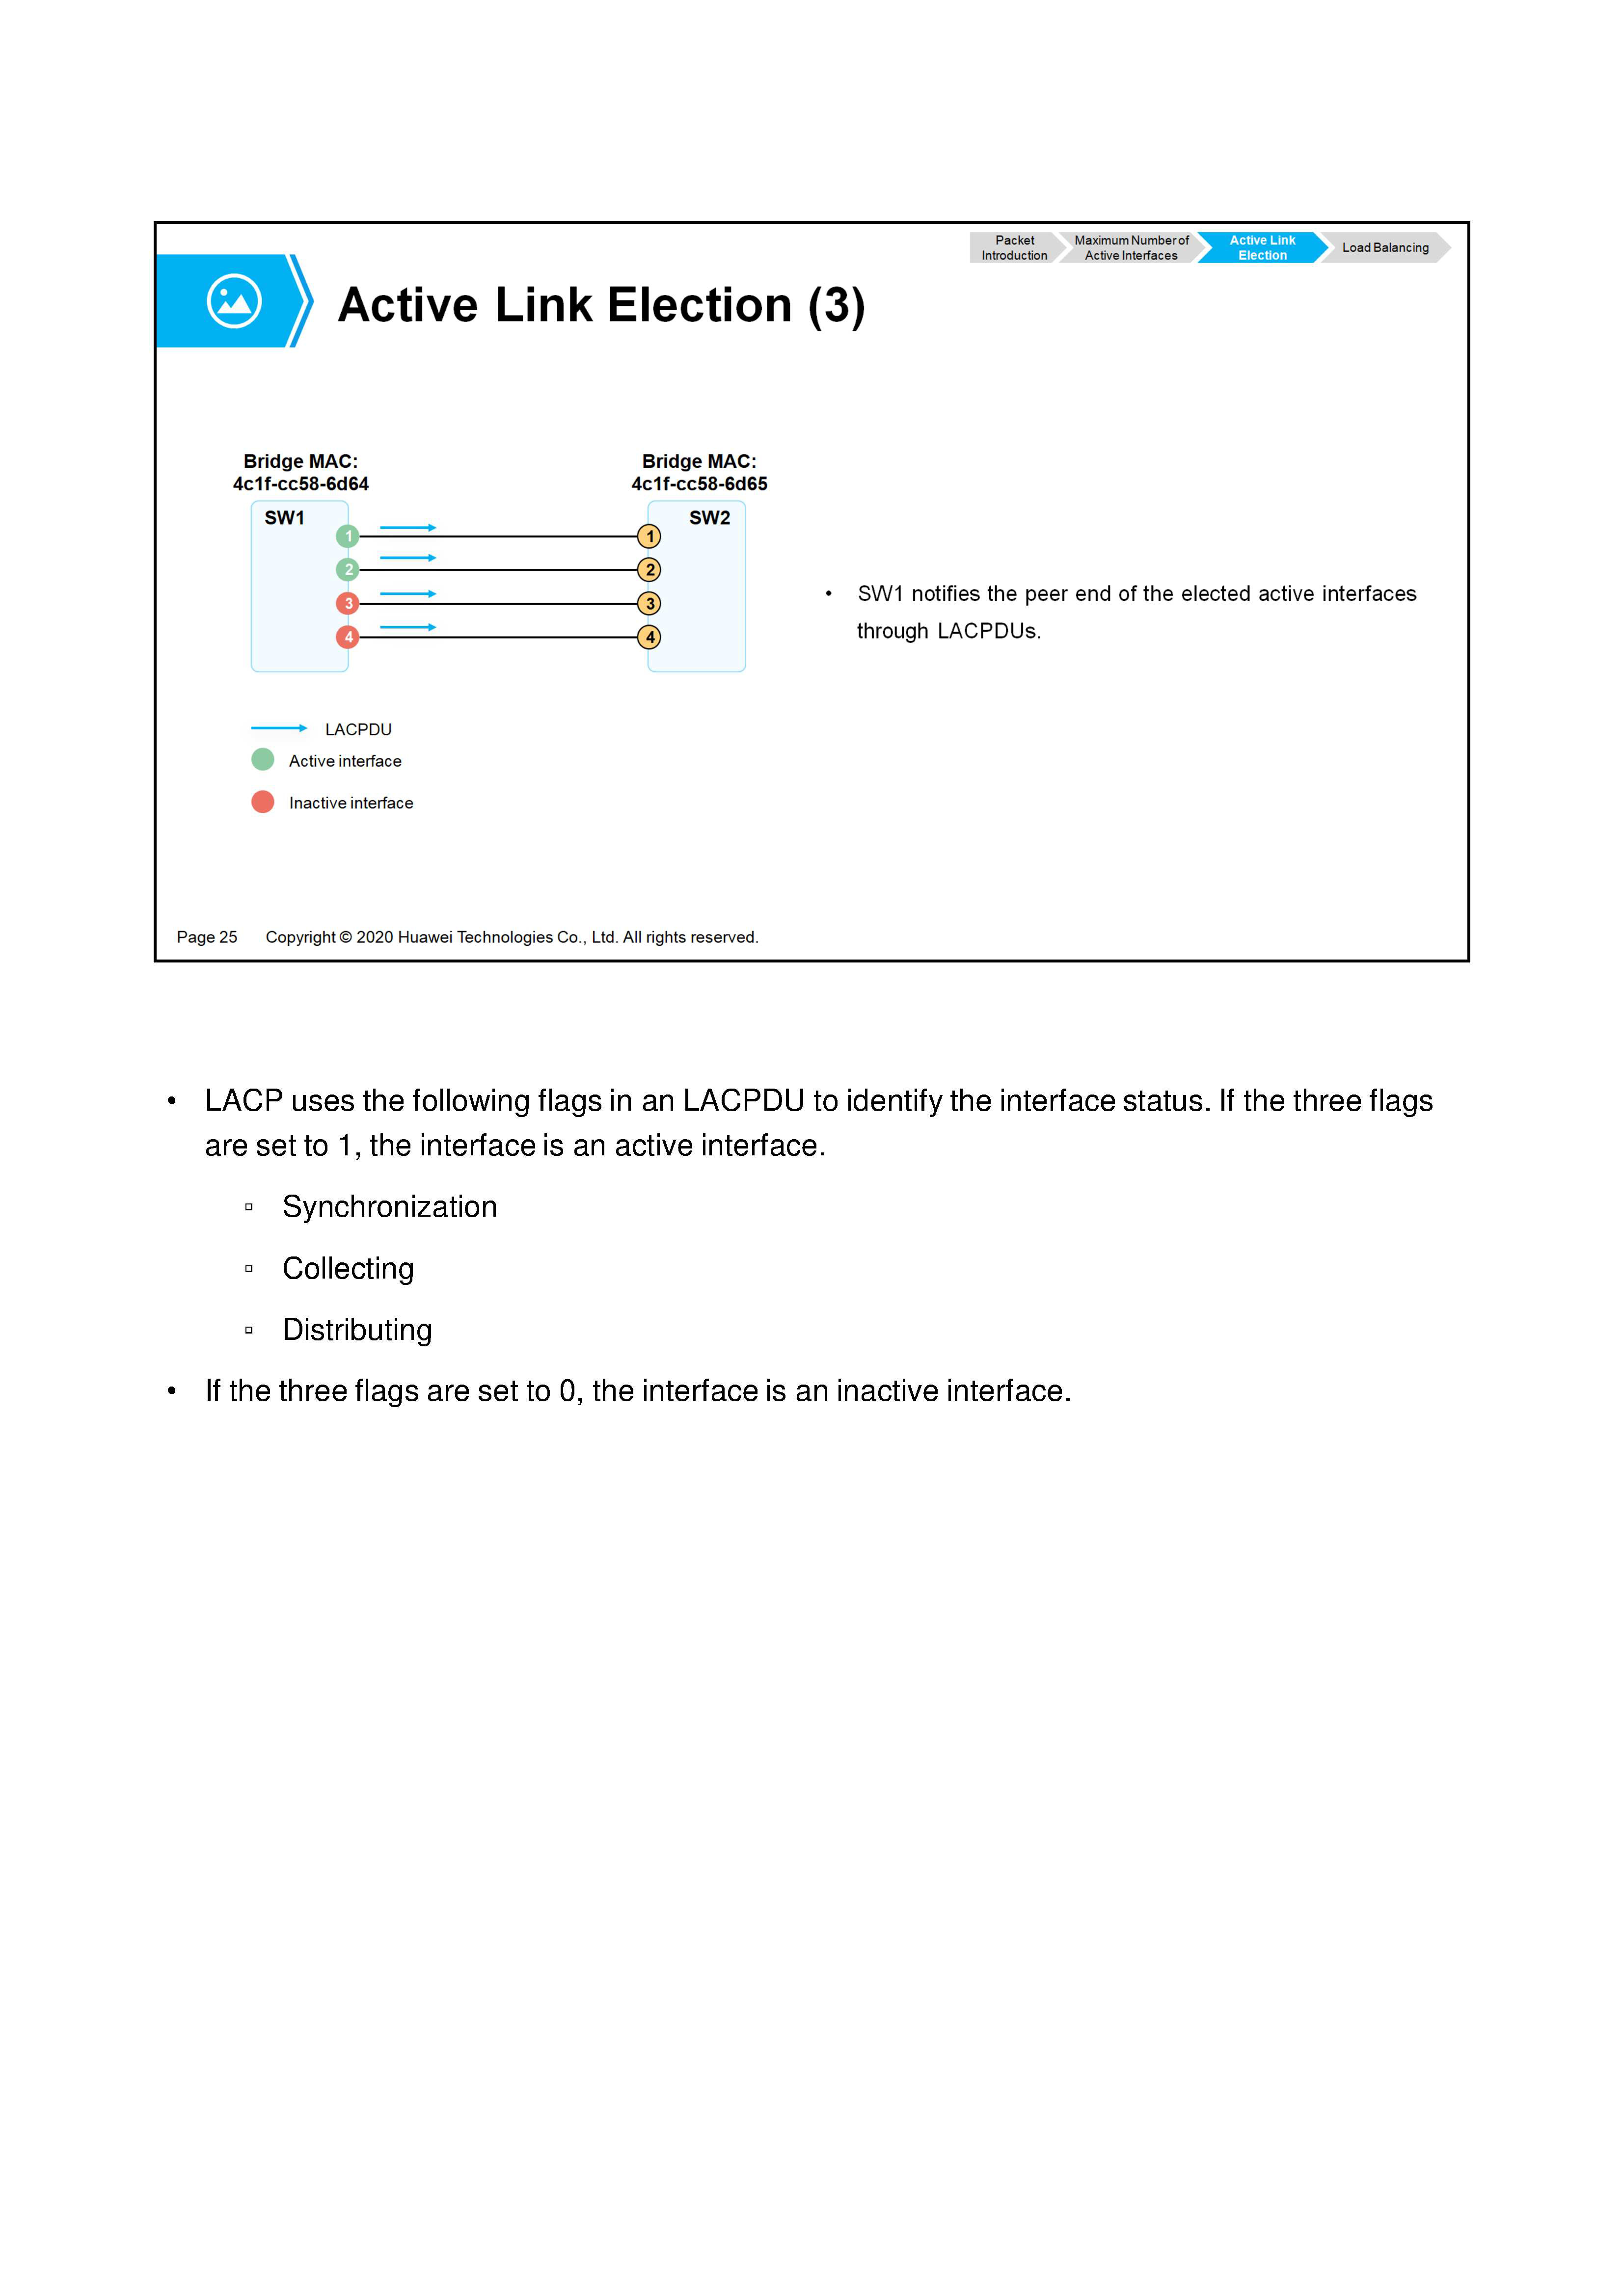 Packet
Introduction
Maximum Number of
Active Interfaces
Active Link
Election
Load Balancing
Active Link Election (3)
Bridge MAC:
4c1f-cc58-6d64
Bridge MAC:
4c1f-cc58-6d65
SW1
SW2
1
1
2
2
3
3
4
4
• SW1 notifies the peer end of the elected active interfaces
through LACPDUs.
LACPDU
Active interface
Inactive interface
Page 25 Copyright © 2020 Huawei Technologies Co., Ltd. All rights reserved.
• LACP uses the following flags in an LACPDU to identify the interface status. If the three flags
are set to 1, the interface is an active interface.
▫ Synchronization
▫ Collecting
▫ Distributing
• If the three flags are set to 0, the interface is an inactive interface.